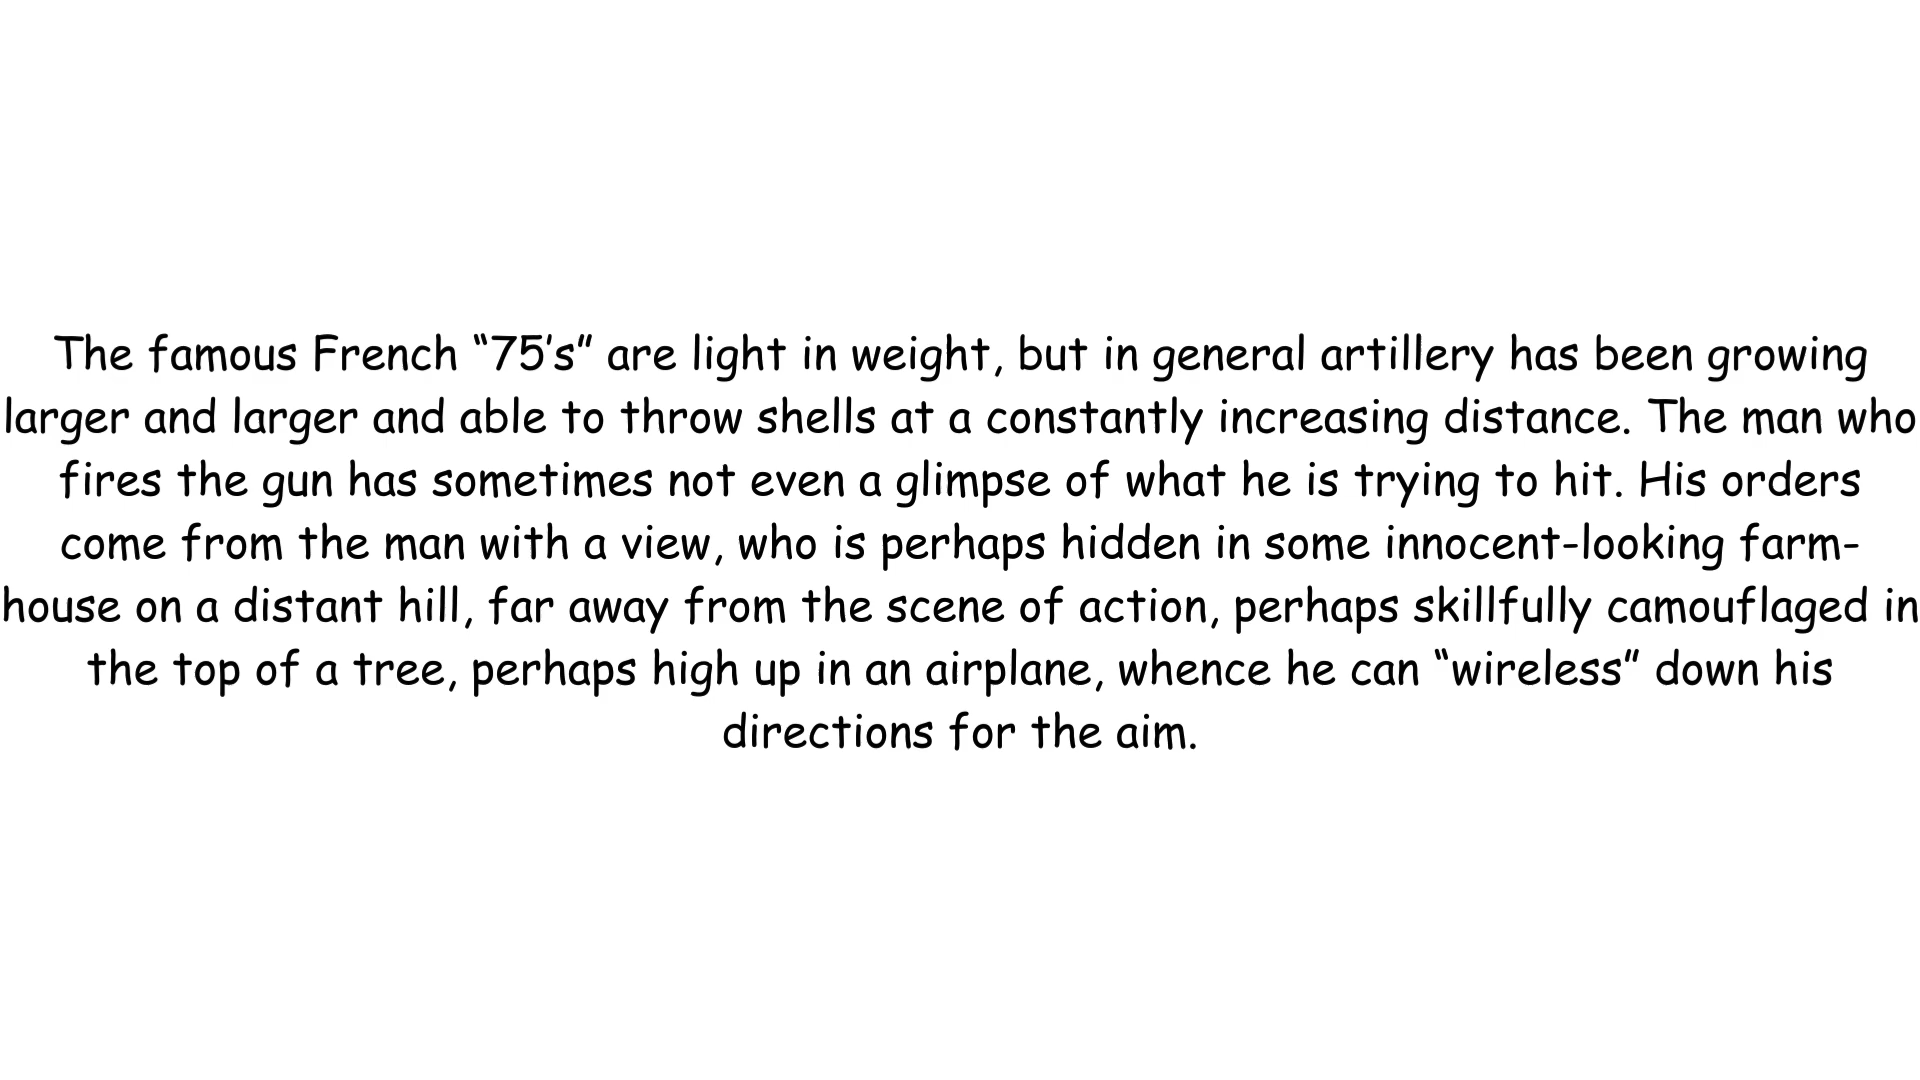 The famous French “75’s” are light in weight, but in general artillery has been growing
larger and larger and able to throw shells at a constantly increasing distance. The man who
fires the gun has sometimes not even a glimpse of what he is trying to hit. His orders
come from the man with a view, who is perhaps hidden in some innocent-looking farm-
house on a distant hill, far away from the scene of action, perhaps skillfully camouflaged in
the top of a tree, perhaps high up in an airplane, whence he can “wireless” down his
directions for the aim.